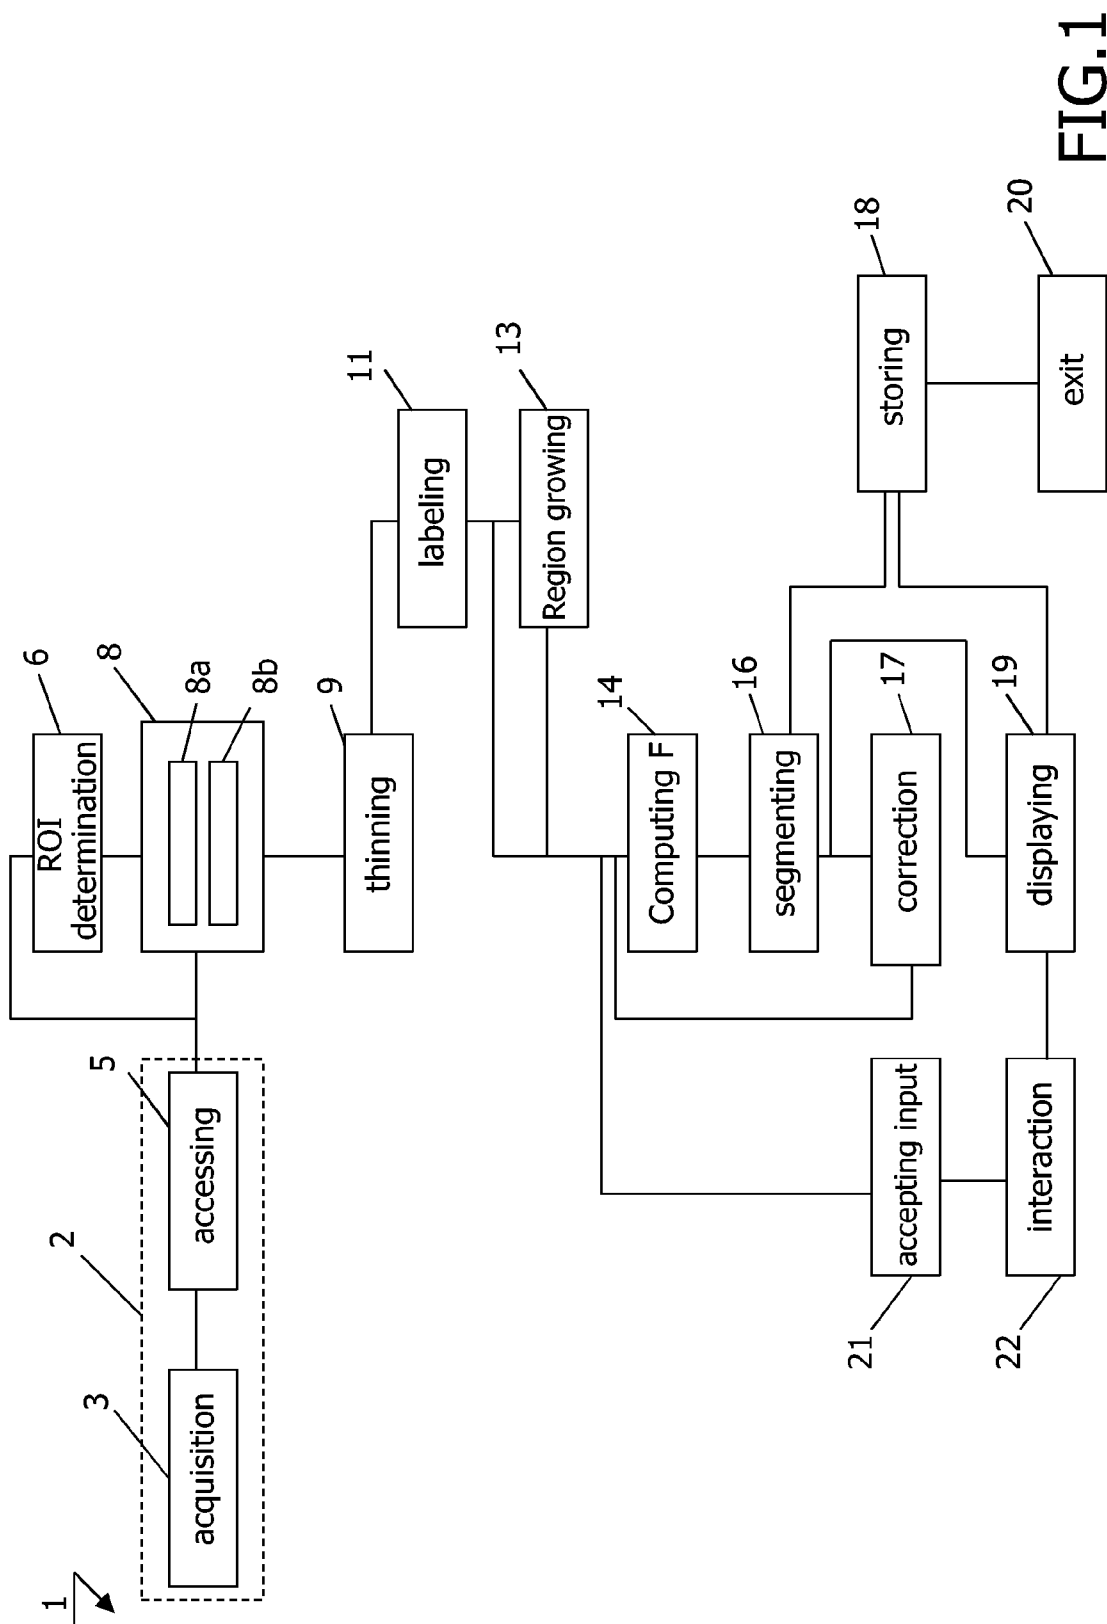 1
2
3
acquisition
5
accessing
6
ROI
determination
8
8a
8b
9
thinning
11
labeling
13
Region growing
14
Computing F
16
segmenting
17
correction
18
storing
19
displaying
20
exit
21
accepting input
22
interaction
FIG.1